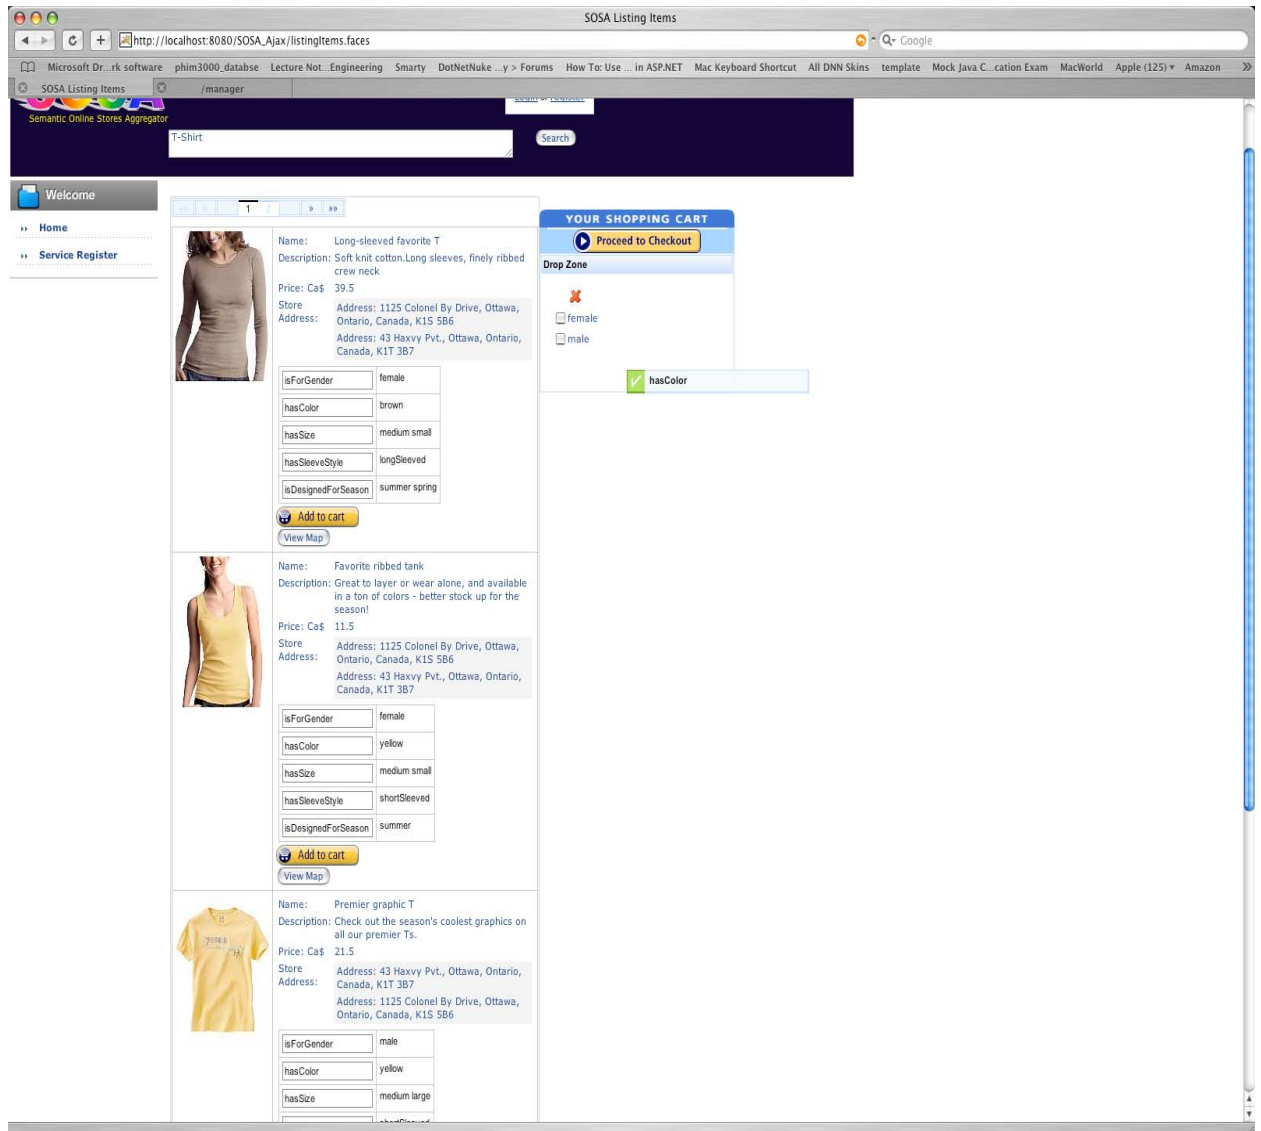 SOSA Listing Items
http://localhost:8080/SOSA_Ajax/listingItems.faces
Google
Microsoft Dr...rk software phim3000_databse Lecture Not...Engineering Smarty DotNetNuke ...y > Forums How To: Use ... in ASP.NET Mac Keyboard Shortcut All DNN Skins template Mock Java C...cation Exam MacWorld Apple (125) Amazon
SOSA Listing Items /manager
Login or register
Semantic Online Stores Aggregator
T-Shirt
Search
Welcome
Home
Service Register
1 2 » »»
YOUR SHOPPING CART
Proceed to Checkout
Drop Zone
female
male
hasColor
Name: Long-sleeved favorite T
Description: Soft knit cotton.Long sleeves, finely ribbed
crew neck
Price: Ca$ 39.5
Store
Address:
Address: 1125 Colonel By Drive, Ottawa,
Ontario, Canada, K1S 5B6
Address: 43 Haxvy Pvt., Ottawa, Ontario,
Canada, K1T 3B7
isForGender female
hasColor brown
hasSize medium small
hasSleeveStyle longSleeved
isDesignedForSeason summer spring
Add to cart
View Map
Name: Favorite ribbed tank
Description: Great to layer or wear alone, and available
in a ton of colors - better stock up for the
season!
Price: Ca$ 11.5
Store
Address:
Address: 1125 Colonel By Drive, Ottawa,
Ontario, Canada, K1S 5B6
Address: 43 Haxvy Pvt., Ottawa, Ontario,
Canada, K1T 3B7
isForGender female
hasColor yellow
hasSize medium small
hasSleeveStyle shortSleeved
isDesignedForSeason summer
Add to cart
View Map
Name: Premier graphic T
Description: Check out the season's coolest graphics on
all our premier Ts.
Price: Ca$ 21.5
Store
Address:
Address: 43 Haxvy Pvt., Ottawa, Ontario,
Canada, K1T 3B7
Address: 1125 Colonel By Drive, Ottawa,
Ontario, Canada, K1S 5B6
isForGender male
hasColor yellow
hasSize medium large
shortSleeved